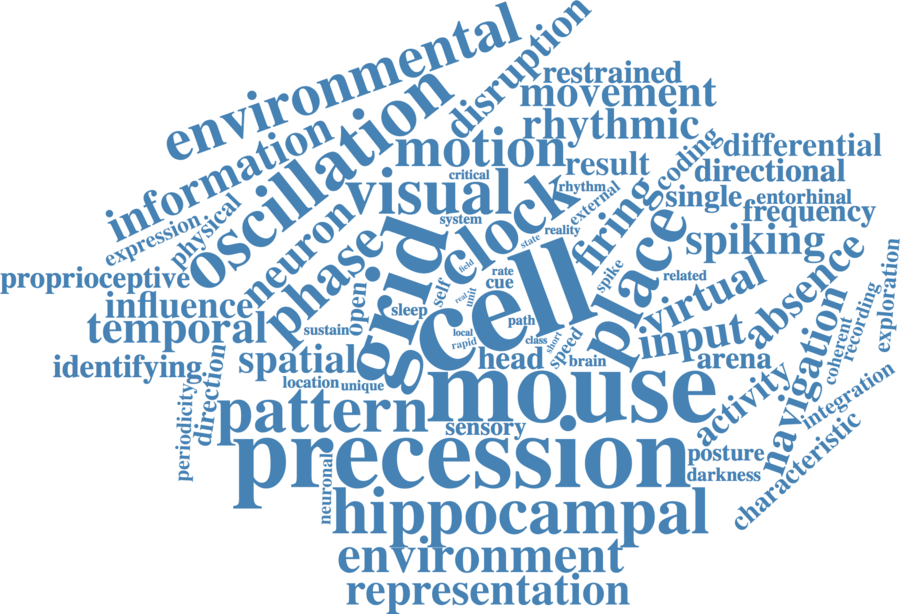 environmental
disruption
restrained
movement
rhythmic
information
oscillation
motion
result
coding
differential
directional
critical
visual
rhythm
external
single
entorhinal
frequency
expression
physical
neuron
phase
grid
system
clock
state
reality
firing
place
spiking
proprioceptive
influence
temporal
identifying
open
sleep
self
field
real
unit
rate
cue
cell
spike
related
virtual
absence
exploration
sustain
spatial
location
unique
local
rapid
path
class
short
speed
head
brain
input
arena
navigation
coherent
recording
direction
periodicity
pattern
mouse
activity
integration
characteristic
sensory
precession
posture
darkness
neuronal
hippocampal
environment
representation